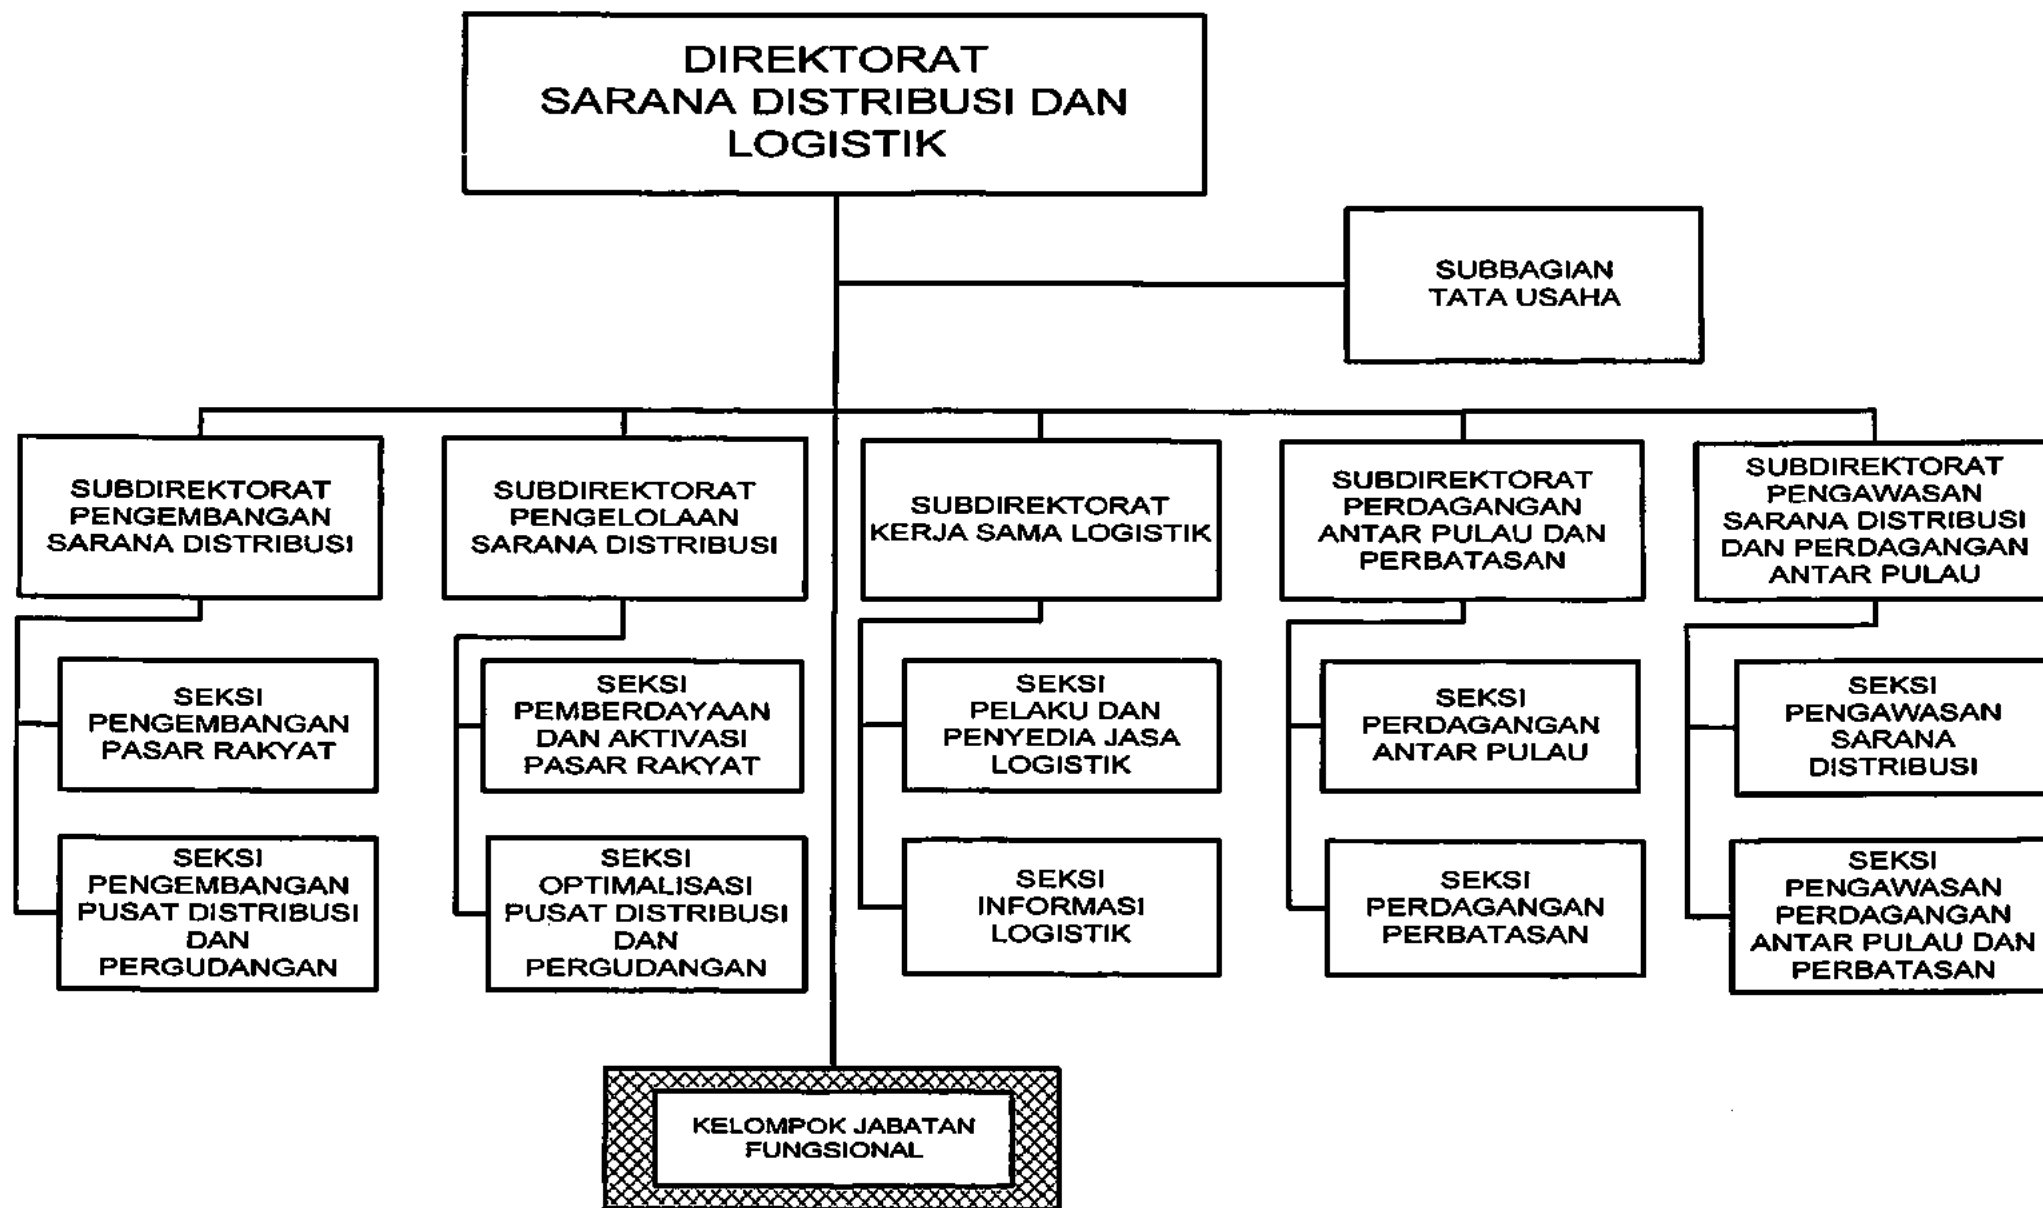 DIREKTORAT
SARANA DISTRIBUSI DAN
LOGISTIK
SUBBAGIAN
TATA USAHA
SUBDIREKTORAT
PENGEMBANGAN
SARANA DISTRIBUSI
SUBDIREKTORAT
PENGELOLAAN
SARANA DISTRIBUSI
SUBDIREKTORAT
KERJA SAMA LOGISTIK
SUBDIREKTORAT
PERDAGANGAN
ANTAR PULAU DAN
PERBATASAN
SUBDIREKTORAT
PENGAWASAN
SARANA DISTRIBUSI
DAN PERDAGANGAN
ANTAR PULAU
SEKSI
PENGEMBANGAN
PASAR RAKYAT
SEKSI
PEMBERDAYAAN
DAN AKTIVASI
PASAR RAKYAT
SEKSI
PELAKU DAN
PENYEDIA JASA
LOGISTIK
SEKSI
PERDAGANGAN
ANTAR PULAU
SEKSI
PENGAWASAN
SARANA
DISTRIBUSI
SEKSI
PENGEMBANGAN
PUSAT DISTRIBUSI
DAN
PERGUDANGAN
SEKSI
OPTIMALISASI
PUSAT DISTRIBUSI
DAN
PERGUDANGAN
SEKSI
INFORMASI
LOGISTIK
SEKSI
PERDAGANGAN
PERBATASAN
SEKSI
PENGAWASAN
PERDAGANGAN
ANTAR PULAU DAN
PERBATASAN
KELOMPOK JABATAN
FUNGSIONAL